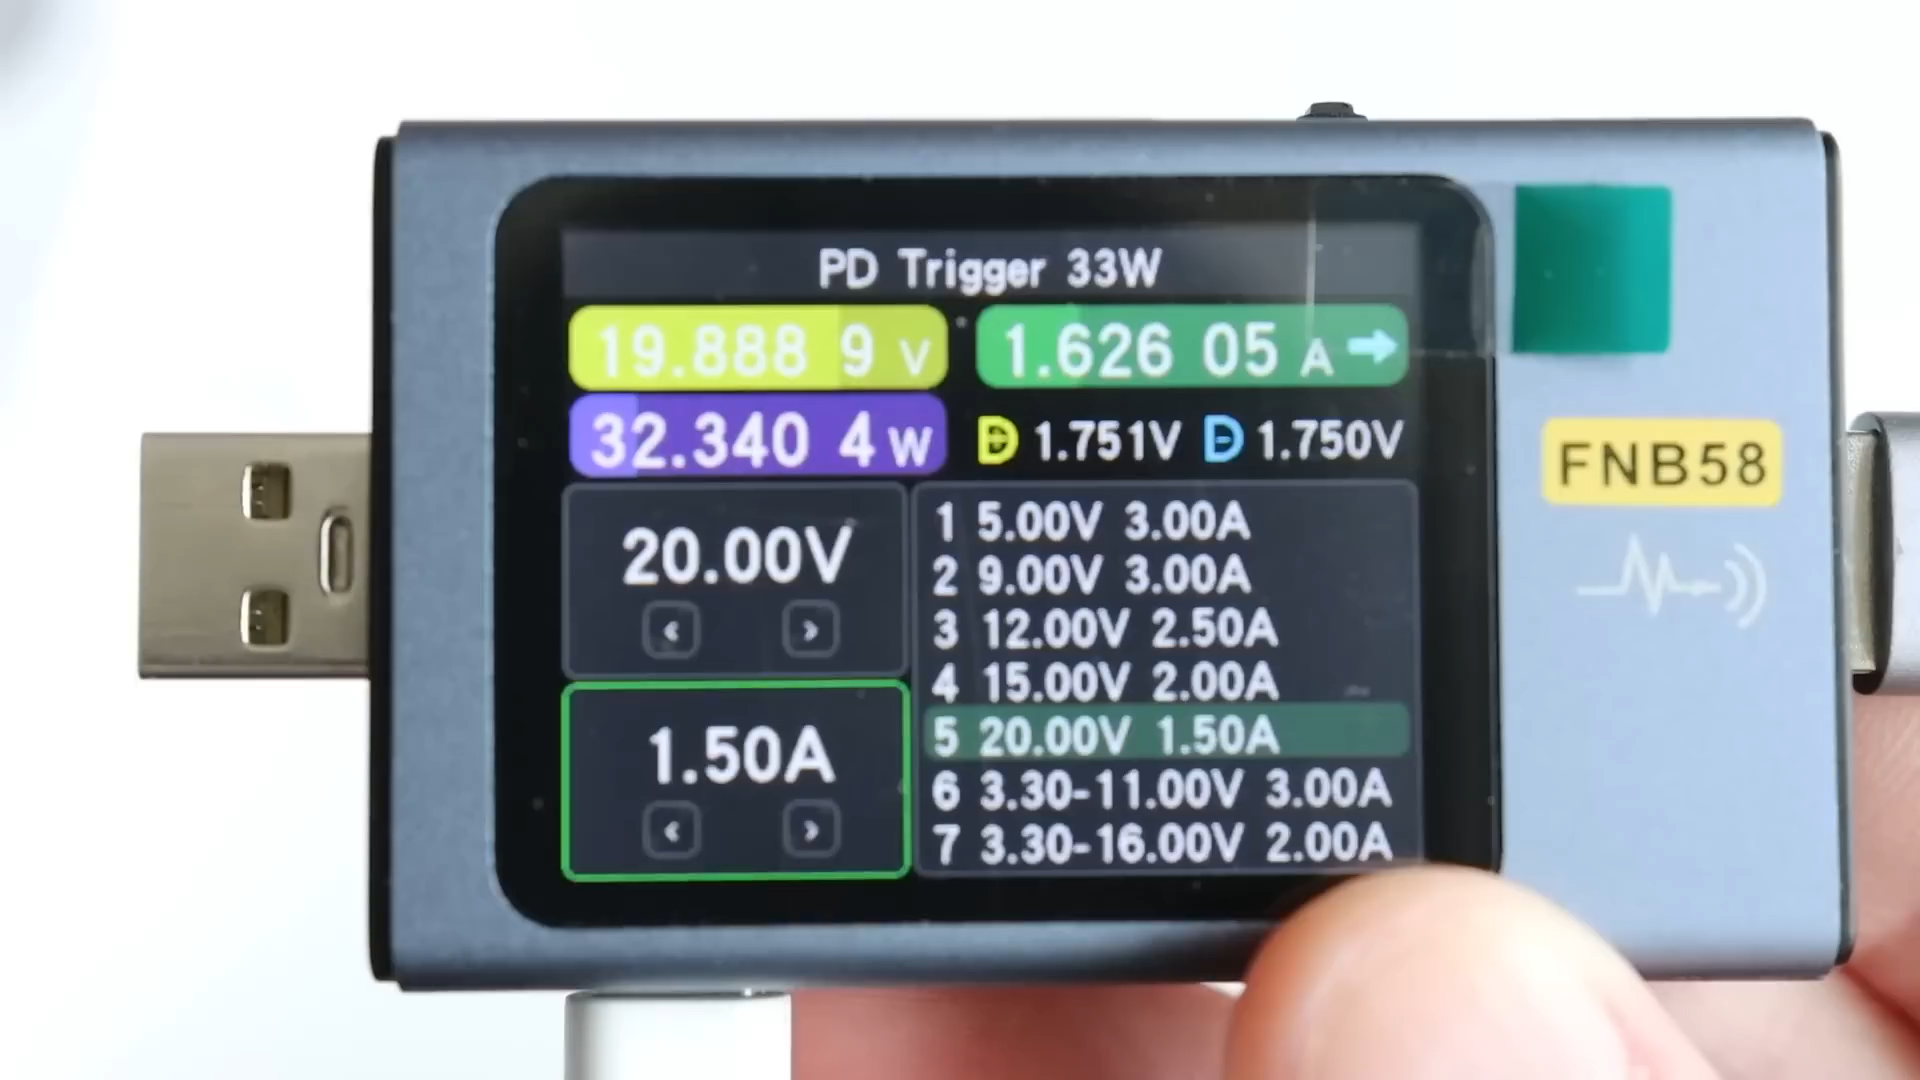 PD Trigger 33W
19.888 9 V
1.626 05 A
32.340 4 W
D+ 1.751V D- 1.750V
20.00V
< >
1.50A
< >
1 5.00V 3.00A
2 9.00V 3.00A
3 12.00V 2.50A
4 15.00V 2.00A
5 20.00V 1.50A
6 3.30-11.00V 3.00A
7 3.30-16.00V 2.00A
FNB58